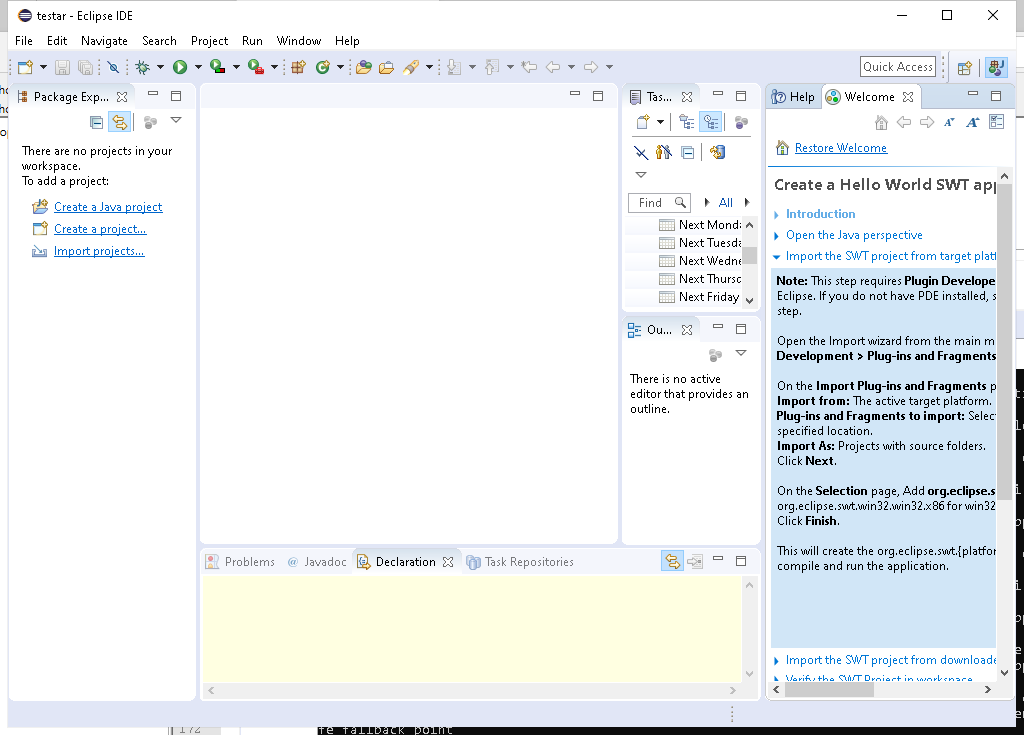 testar - Eclipse IDE
File Edit Navigate Search Project Run Window Help
Quick Access
Package Exp...
There are no projects in your
workspace.
To add a project:
Create a Java project
Create a project...
Import projects...
Tas...
Find
All
Next Mond
Next Tuesda
Next Wedne
Next Thurs
Next Friday
Ou...
There is no active
editor that provides an
outline.
Help Welcome
Restore Welcome
Create a Hello World SWT app
Introduction
Open the Java perspective
Import the SWT project from target platf
Note: This step requires Plugin Develope
Eclipse. If you do not have PDE installed, s
step.
Open the Import wizard from the main m
Development > Plug-ins and Fragments
On the Import Plug-ins and Fragments p
Import from: The active target platform.
Plug-ins and Fragments to import: Selec
specified location.
Import As: Projects with source folders.
Click Next.
On the Selection page, Add org.eclipse.s
org.eclipse.swt.win32.win32.x86 for win32
Click Finish.
This will create the org.eclipse.swt.{platfor
compile and run the application.
Import the SWT project from downloade
Verify the SWT Project in workspace
Problems @ Javadoc Declaration Task Repositories
172
fe fallback point